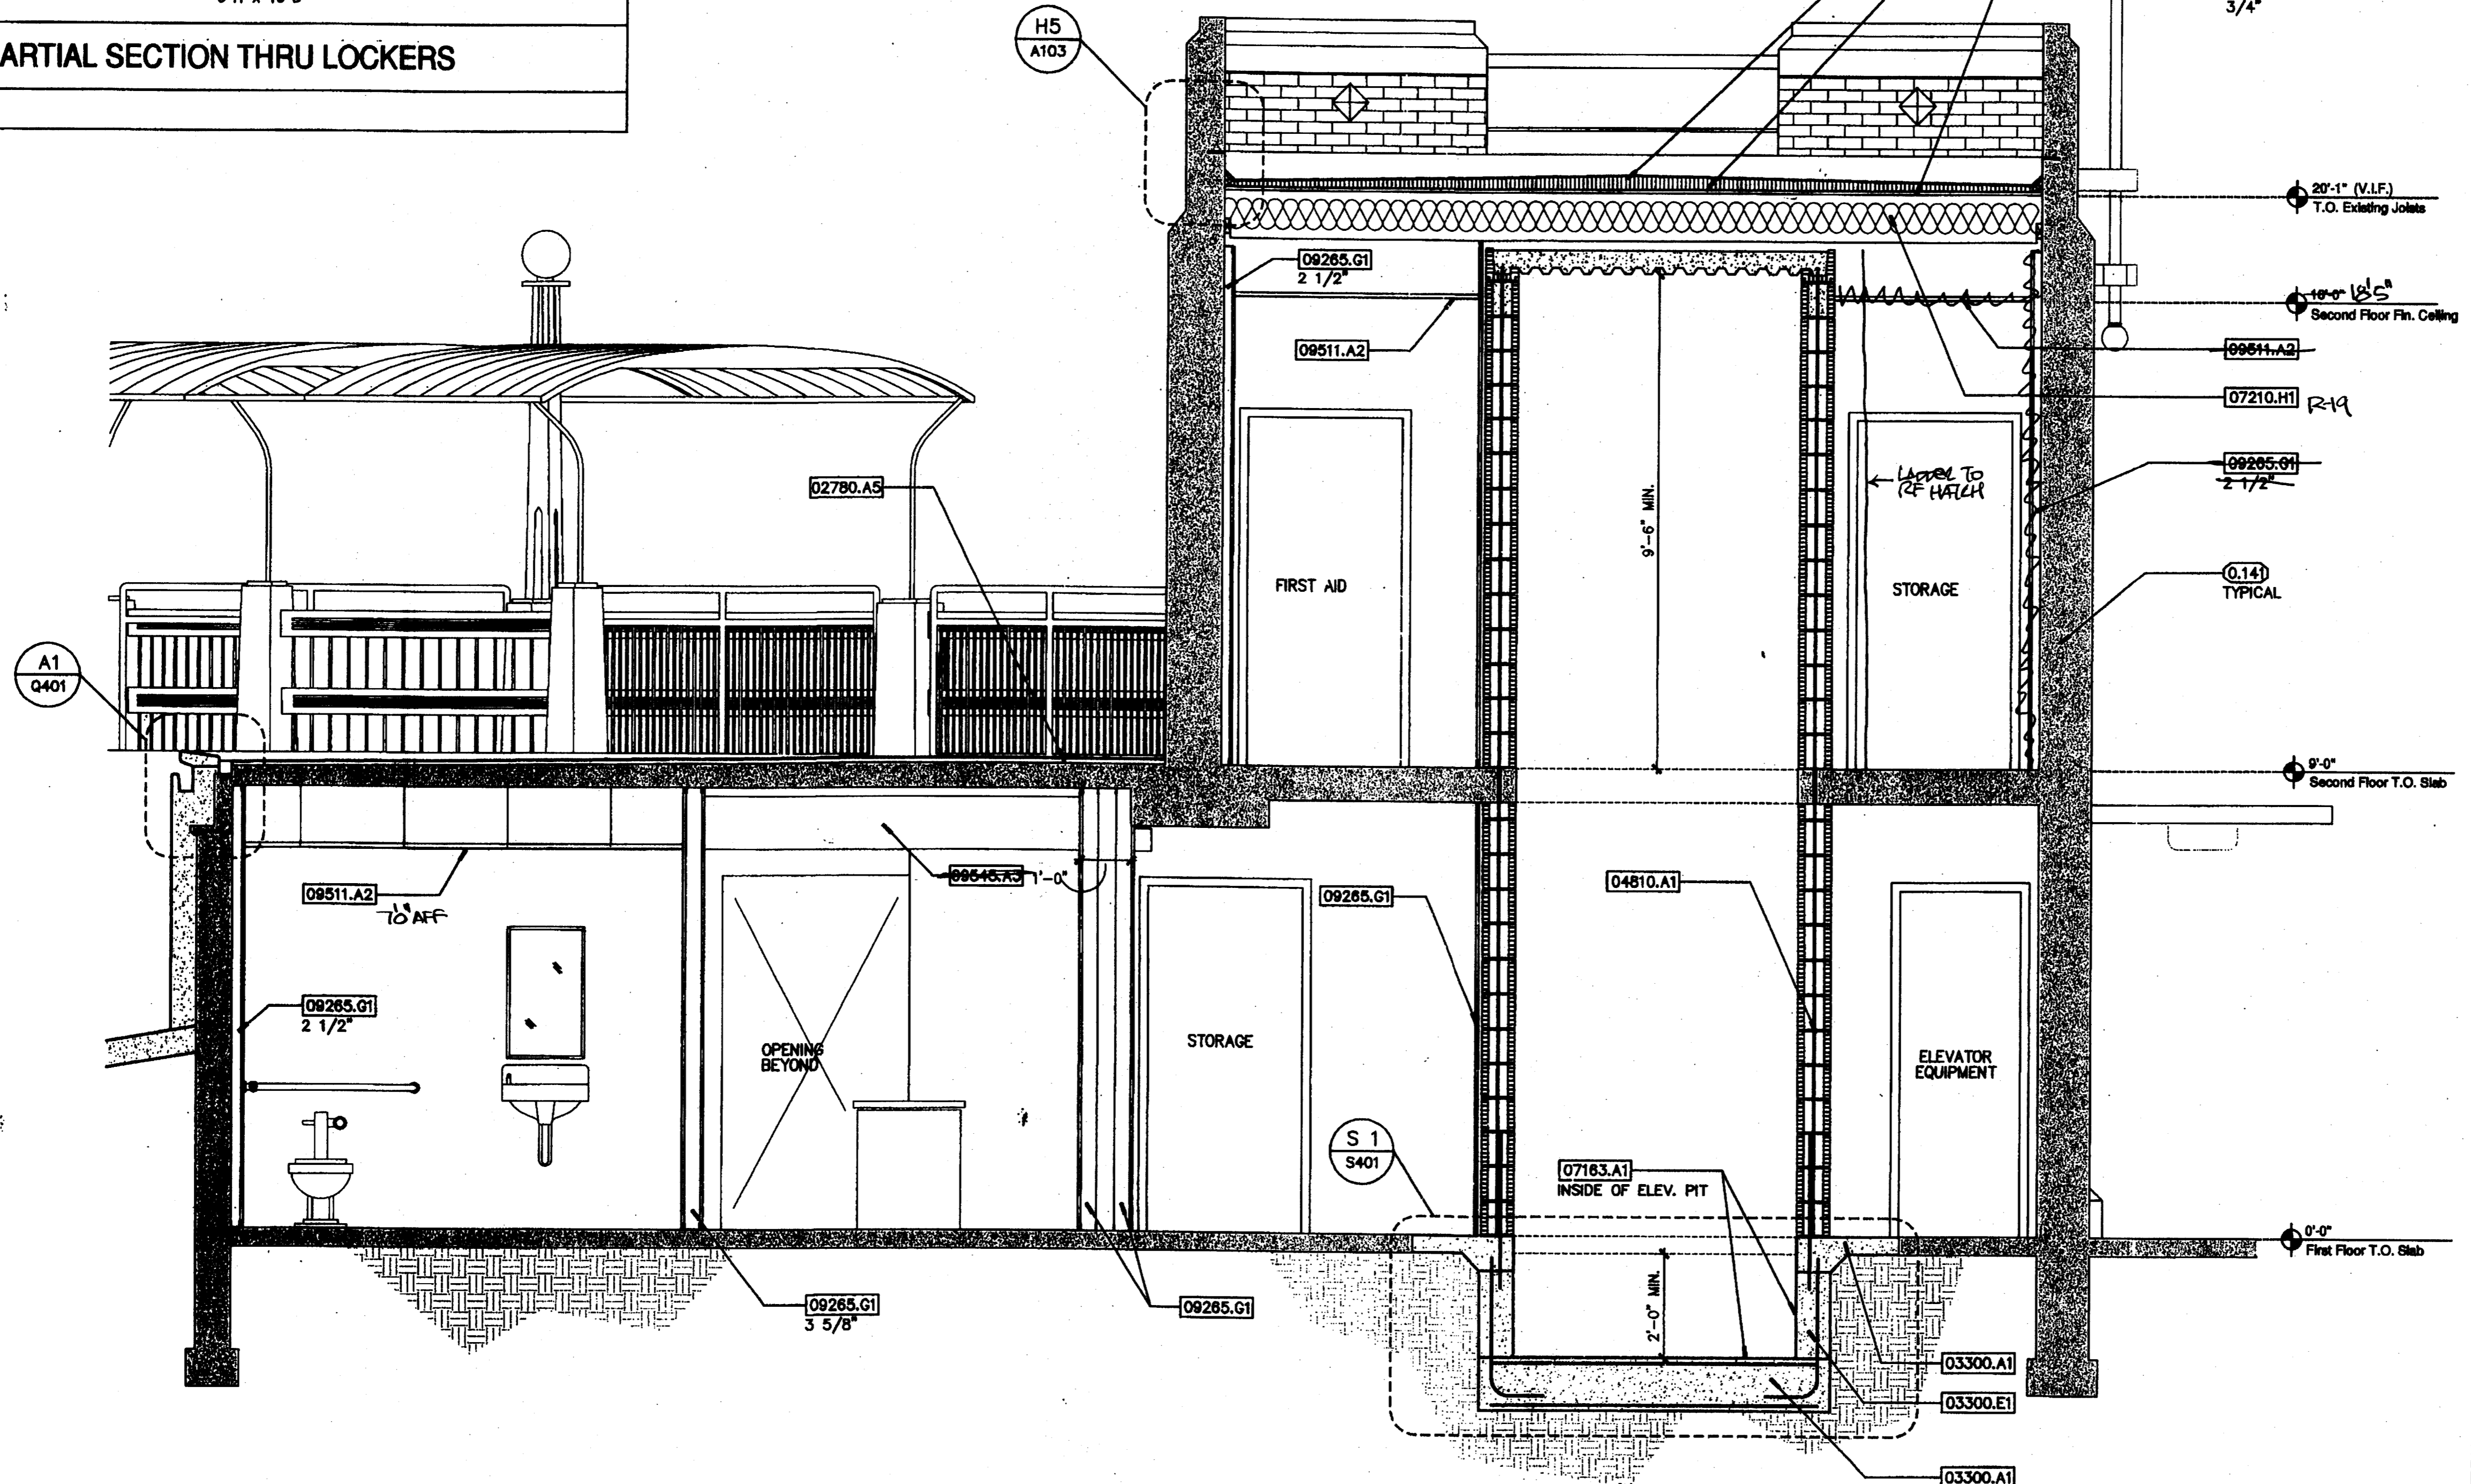 ARTIAL SECTION THRU LOCKERS
H5
A103
3/4"
20'-1" (V.I.F.)
T.O. Existing Joists
09265.G1
2 1/2"
18'5"
Second Floor Fin. Ceiling
09511.A2
09511.A2
07210.H1 R-19
02780.A5
09265.G1
2 1/2"
LADDER TO
RF HATCH
9'-6" MIN.
0.141
TYPICAL
FIRST AID
STORAGE
A1
Q401
9'-0"
Second Floor T.O. Slab
09511.A2
7'0" AFF
1'-0"
09265.G1
04810.A1
09265.G1
2 1/2"
OPENING
BEYOND
STORAGE
ELEVATOR
EQUIPMENT
S 1
S401
07163.A1
INSIDE OF ELEV. PIT
0'-0"
First Floor T.O. Slab
2'-0" MIN.
09265.G1
3 5/8"
09265.G1
03300.A1
03300.E1
03300.A1